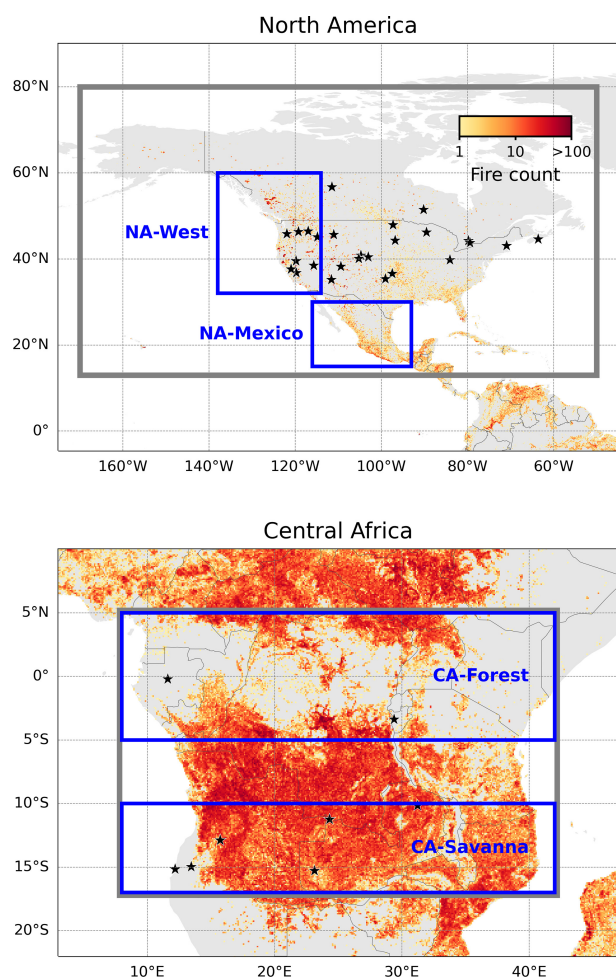 North America
80°N
1 10 >100
Fire count
60°N
NA-West
40°N
NA-Mexico
20°N
0°
160°W 140°W 120°W 100°W 80°W 60°W
Central Africa
5°N
0°
CA-Forest
5°S
10°S
CA-Savanna
15°S
20°S
10°E 20°E 30°E 40°E